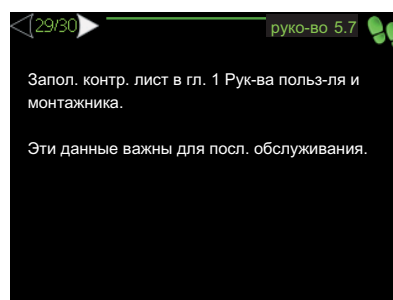 29/30
руко-во 5.7
Запол. контр. лист в гл. 1 Рук-ва польз-ля и
монтажника.
Эти данные важны для посл. обслуживания.